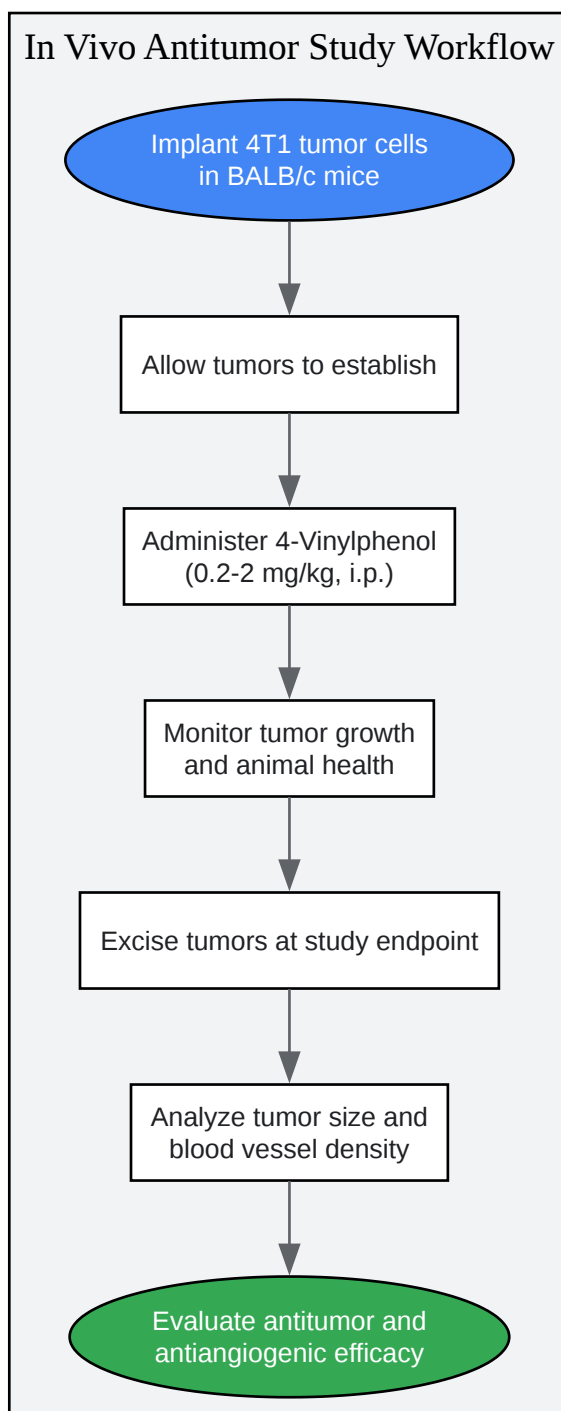 In Vivo Antitumor Study Workflow
Implant 4T1 tumor cells
in BALB/c mice
Allow tumors to establish
Administer 4-Vinylphenol
(0.2-2 mg/kg, i.p.)
Monitor tumor growth
and animal health
Excise tumors at study endpoint
Analyze tumor size and
blood vessel density
Evaluate antitumor and
antiangiogenic efficacy